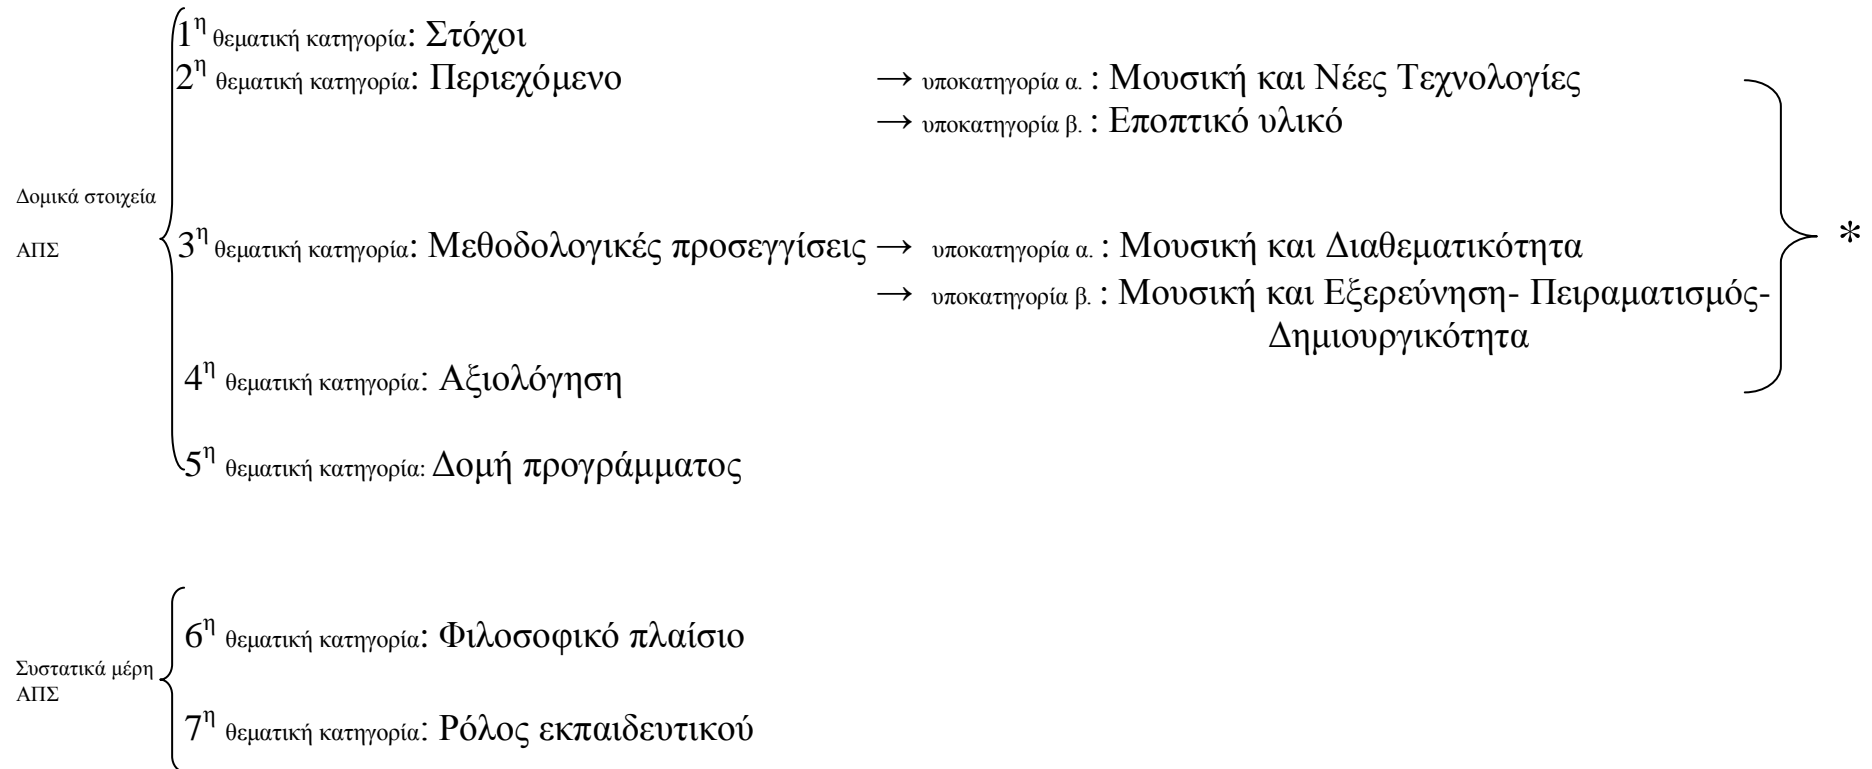 1η θεματική κατηγορία: Στόχοι
2η θεματική κατηγορία: Περιεχόμενο → υποκατηγορία α. : Μουσική και Νέες Τεχνολογίες
→ υποκατηγορία β. : Εποπτικό υλικό
Δομικά στοιχεία
ΑΠΣ
3η θεματική κατηγορία: Μεθοδολογικές προσεγγίσεις → υποκατηγορία α. : Μουσική και Διαθεματικότητα
*
→ υποκατηγορία β. : Μουσική και Εξερεύνηση- Πειραματισμός-
Δημιουργικότητα
4η θεματική κατηγορία: Αξιολόγηση
5η θεματική κατηγορία: Δομή προγράμματος
6η θεματική κατηγορία: Φιλοσοφικό πλαίσιο
Συστατικά μέρη
ΑΠΣ
7η θεματική κατηγορία: Ρόλος εκπαιδευτικού